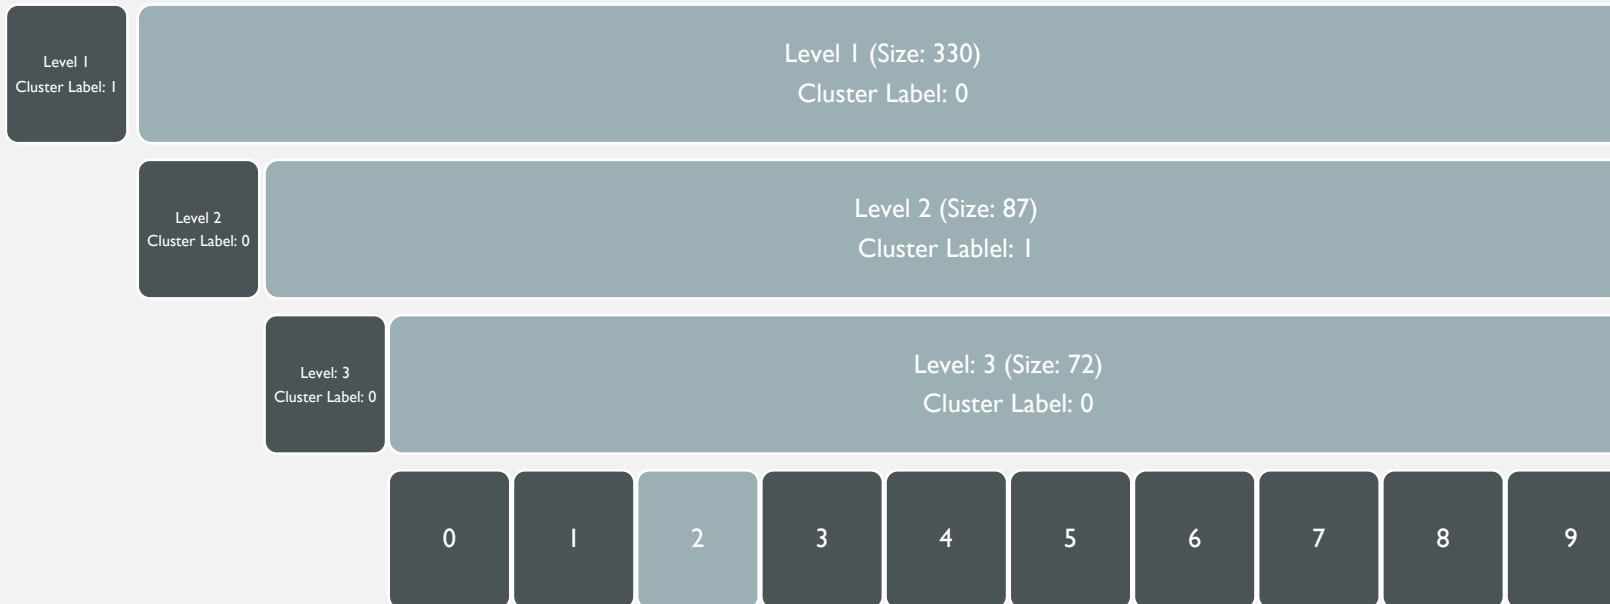 Level 1
Cluster Label: 1
Level 1 (Size: 330)
Cluster Label: 0
Level 2
Cluster Label: 0
Level 2 (Size: 87)
Cluster Lablel: 1
Level: 3
Cluster Label: 0
Level: 3 (Size: 72)
Cluster Label: 0
0 1 2 3 4 5 6 7 8 9